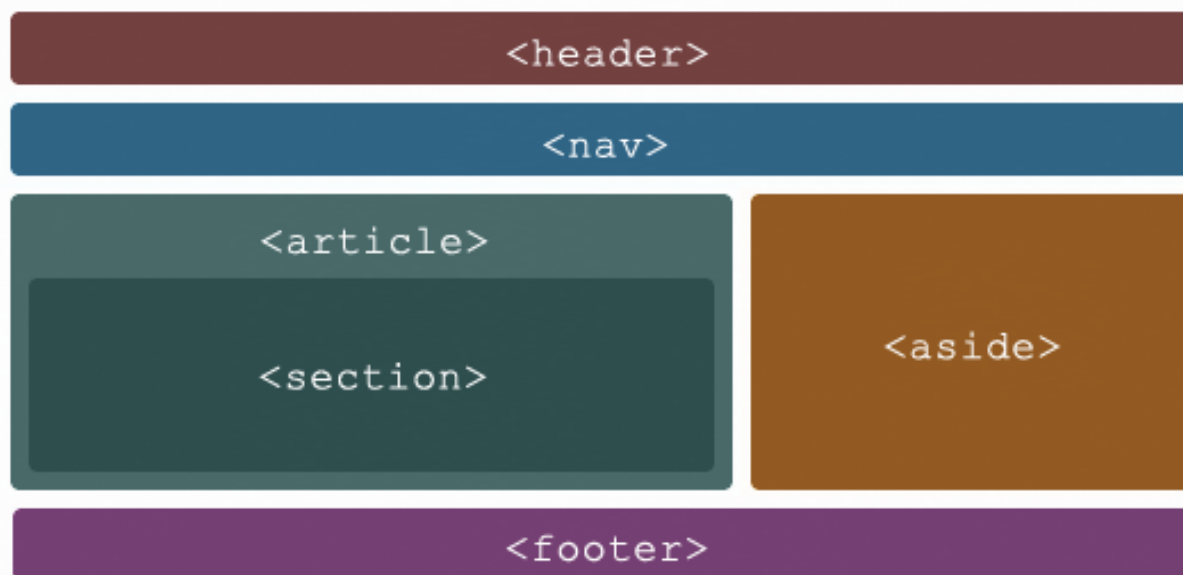 <header>
<nav>
<article>
<section>
<aside>
<footer>